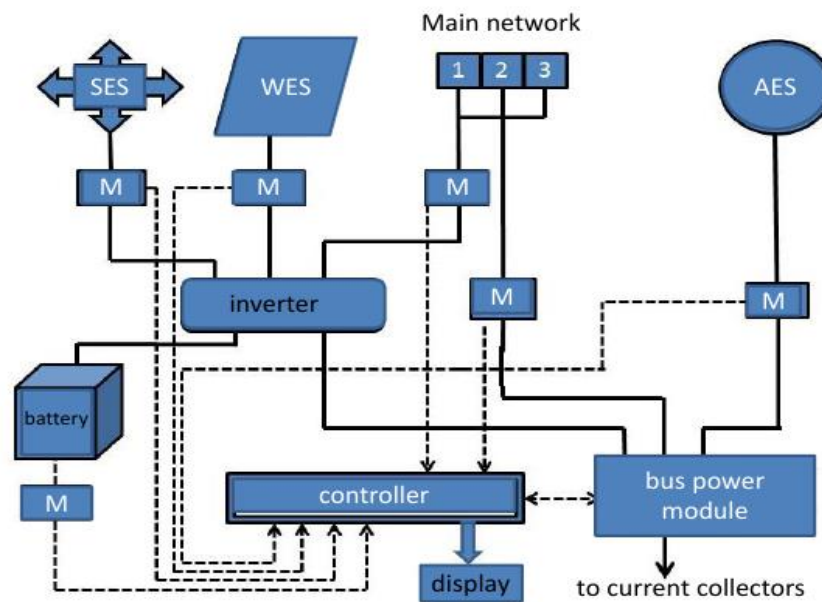 Main network
SES
WES
1 2 3
AES
M
M
M
M
M
inverter
battery
M
controller
bus power
module
display
to current collectors